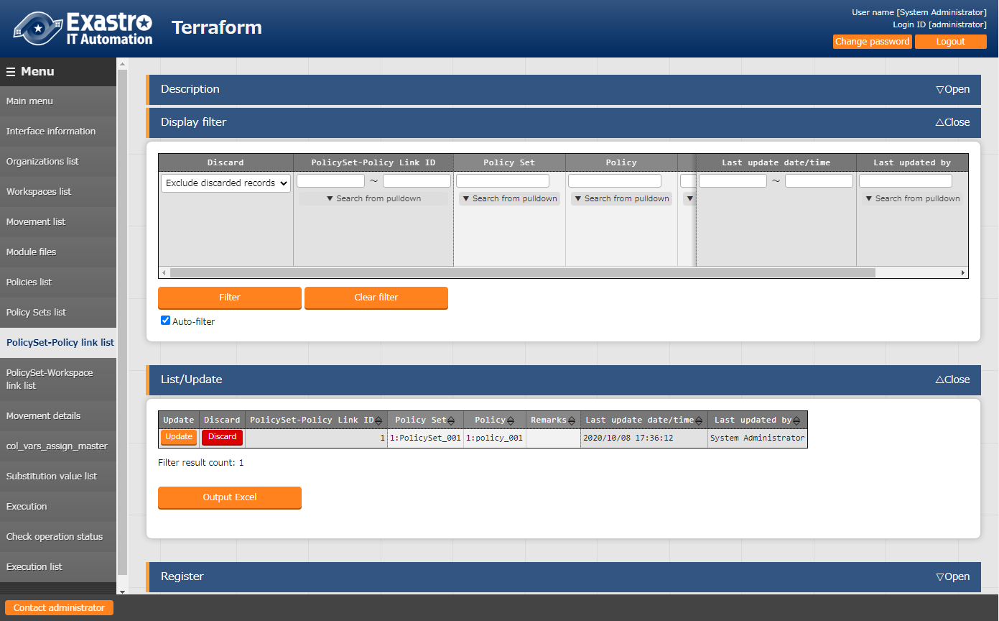 Exastro
IT Automation
Terraform
User name [System Administrator]
Login ID [administrator]
Change password
Logout
Menu
Main menu
Interface information
Organizations list
Workspaces list
Movement list
Module files
Policies list
Policy Sets list
PolicySet-Policy link list
PolicySet-Workspace
link list
Movement details
col_vars_assign_master
Substitution value list
Execution
Check operation status
Execution list
Contact administrator
Description
▽Open
Display filter
△Close
Discard PolicySet-Policy Link ID Policy Set Policy Last update date/time Last updated by
Exclude discarded records ~ ~
▼ Search from pulldown ▼ Search from pulldown ▼ Search from pulldown ▼ ▼ Search from pulldown
Filter Clear filter
Auto-filter
List/Update
△Close
Update Discard PolicySet-Policy Link ID Policy Set Policy Remarks Last update date/time Last updated by
Update Discard 1 1:PolicySet_001 1:policy_001 2020/10/08 17:36:12 System Administrator
Filter result count: 1
Output Excel
Register
▽Open